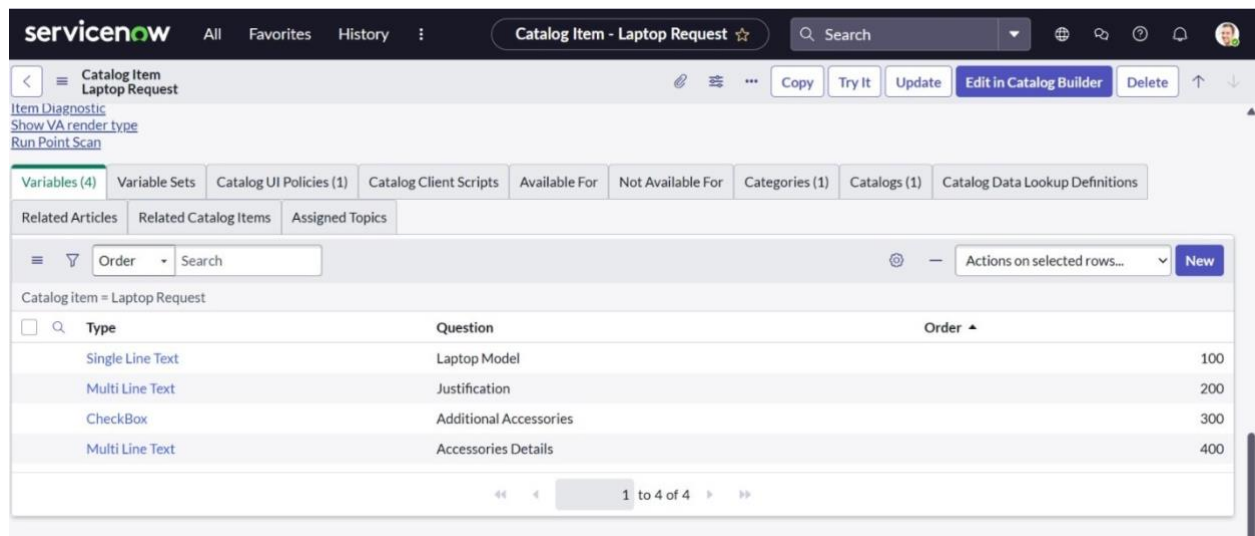 servicenow All Favorites History Catalog Item - Laptop Request Search
Catalog Item
Laptop Request
Copy Try It Update Edit in Catalog Builder Delete
Item Diagnostic
Show VA render type
Run Point Scan
Variables (4) Variable Sets Catalog UI Policies (1) Catalog Client Scripts Available For Not Available For Categories (1) Catalogs (1) Catalog Data Lookup Definitions
Related Articles Related Catalog Items Assigned Topics
Order Search Actions on selected rows... New
Catalog item = Laptop Request
Type Question Order
Single Line Text Laptop Model 100
Multi Line Text Justification 200
CheckBox Additional Accessories 300
Multi Line Text Accessories Details 400
1 to 4 of 4